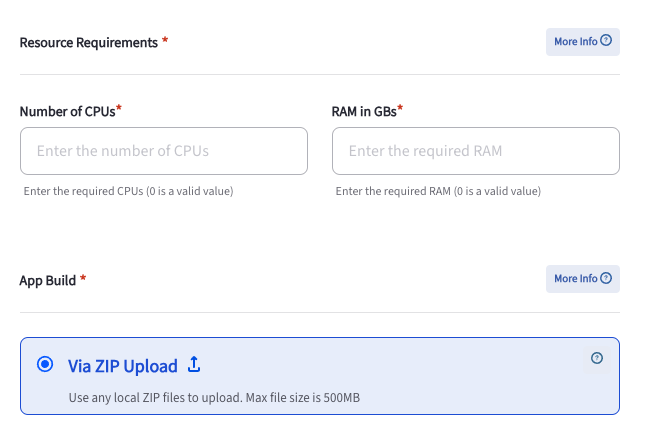 Resource Requirements *
More Info
Number of CPUs*
RAM in GBs*
Enter the number of CPUs
Enter the required RAM
Enter the required CPUs (0 is a valid value)
Enter the required RAM (0 is a valid value)
App Build *
More Info
Via ZIP Upload
Use any local ZIP files to upload. Max file size is 500MB